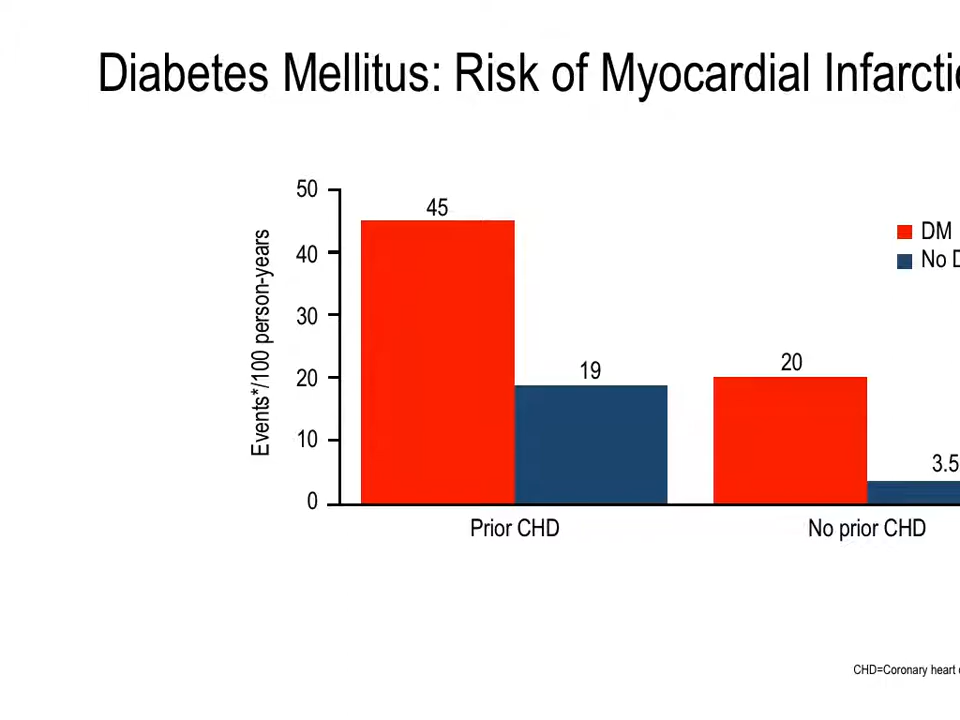 Diabetes Mellitus: Risk of Myocardial
50
45
40
30
20
10
0
Events*/100 person-years
19
20
3.5
DM
No
Prior CHD
No prior CHD
CHD=Coronary heart